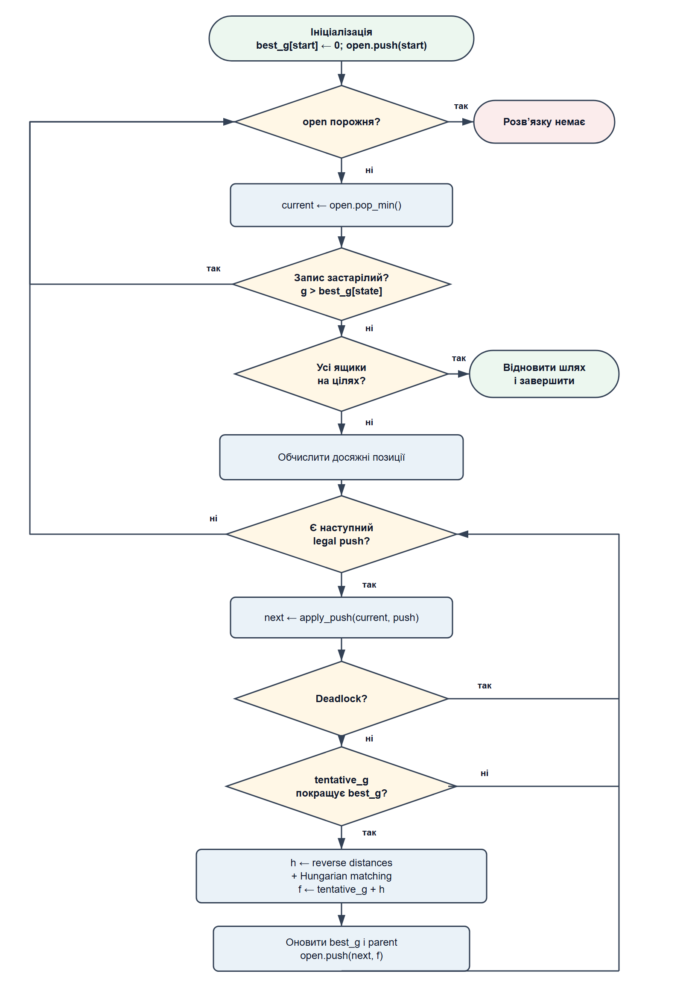 Ініціалізація
best_g[start] ← 0; open.push(start)
open порожня?
так
Розв’язку немає
ні
current ← open.pop_min()
так
Запис застарілий?
g > best_g[state]
ні
Усі ящики
на цілях?
так
Відновити шлях
і завершити
ні
Обчислити досяжні позиції
ні
Є наступний
legal push?
так
next ← apply_push(current, push)
Deadlock?
так
ні
tentative_g
покращує best_g?
ні
так
h ← reverse distances
+ Hungarian matching
f ← tentative_g + h
Оновити best_g і parent
open.push(next, f)